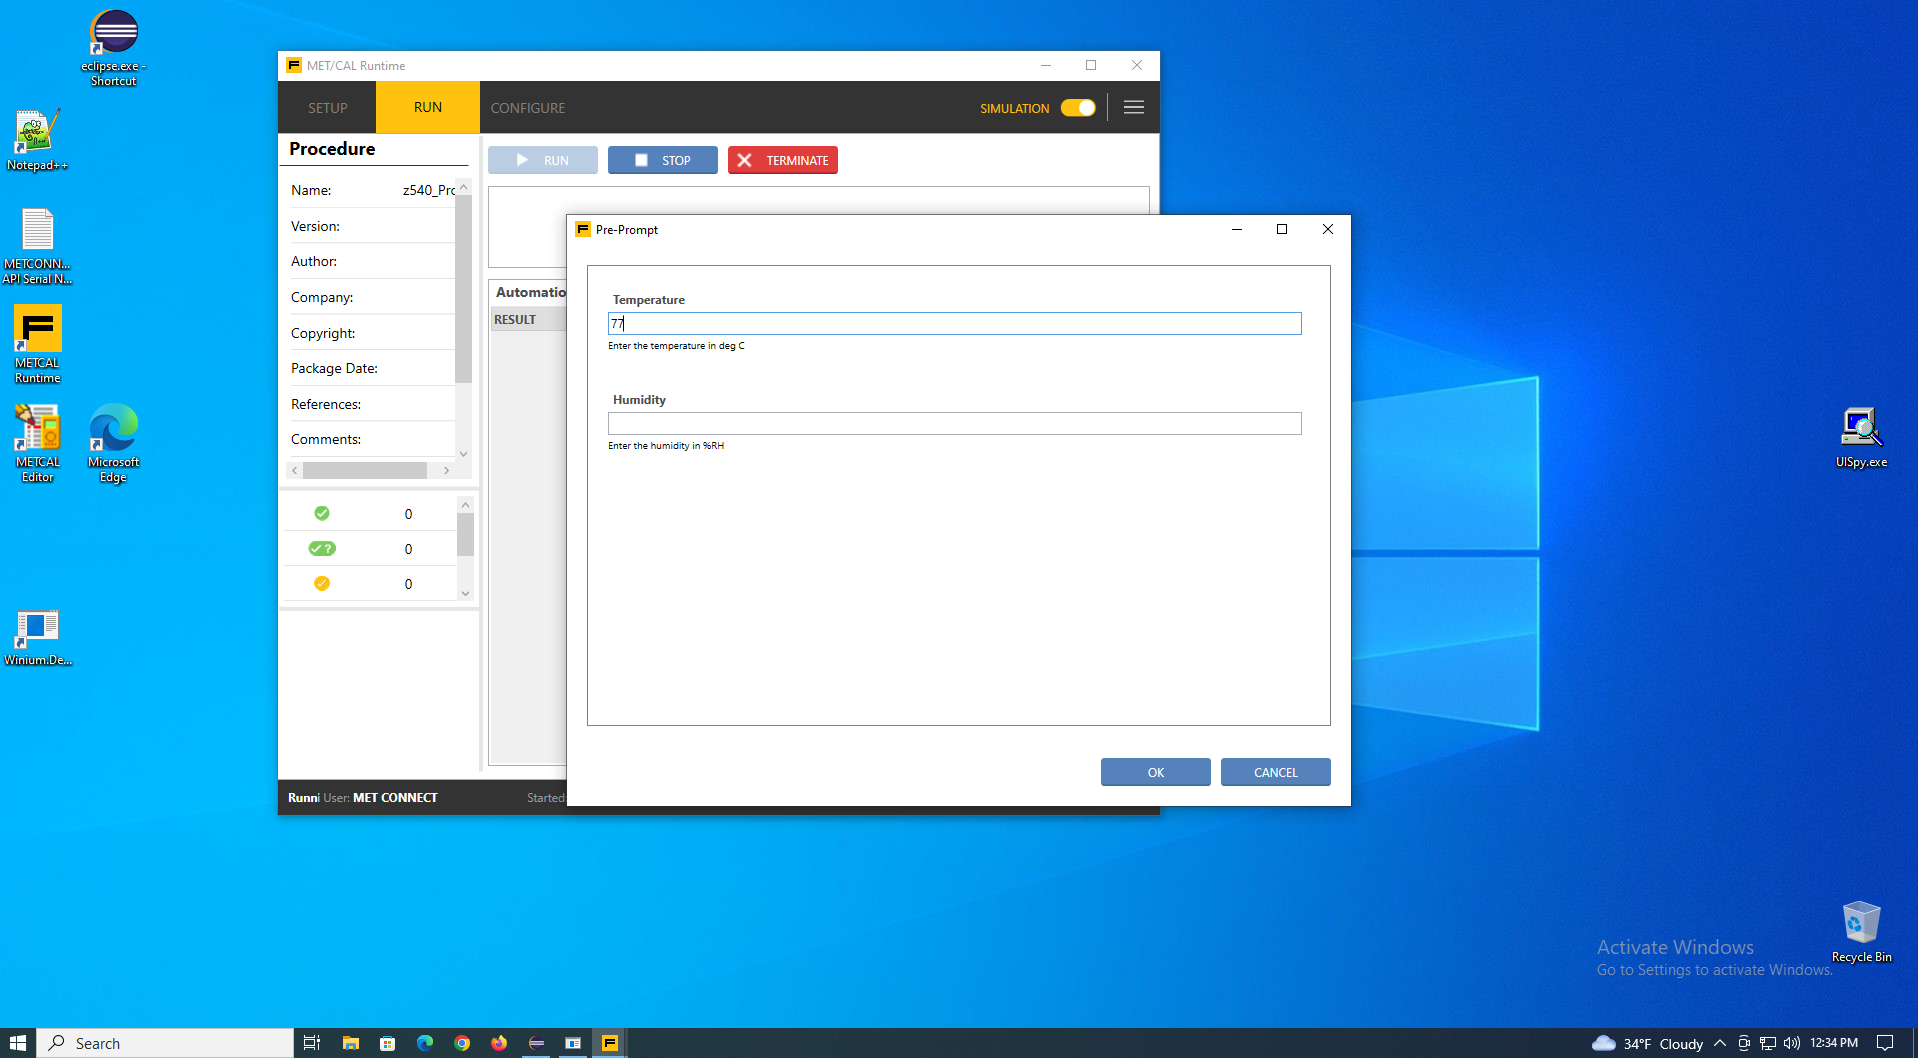 eclipse.exe -
Shortcut
Notepad++
METCONN...
API Serial N...
METCAL
Runtime
METCAL
Editor
Microsoft
Edge
Winium.De...
MET/CAL Runtime
SETUP
RUN
CONFIGURE
SIMULATION
Procedure
RUN
STOP
TERMINATE
Name: z540_Prc
Version:
Author:
Company:
Copyright:
Package Date:
References:
Comments:
0
0
0
Automatio
RESULT
Runni User: MET CONNECT
Started:
Pre-Prompt
Temperature
77
Enter the temperature in deg C
Humidity
Enter the humidity in %RH
OK
CANCEL
UISpy.exe
Activate Windows
Go to Settings to activate Windows.
Recycle Bin
Search
34°F Cloudy
12:34 PM